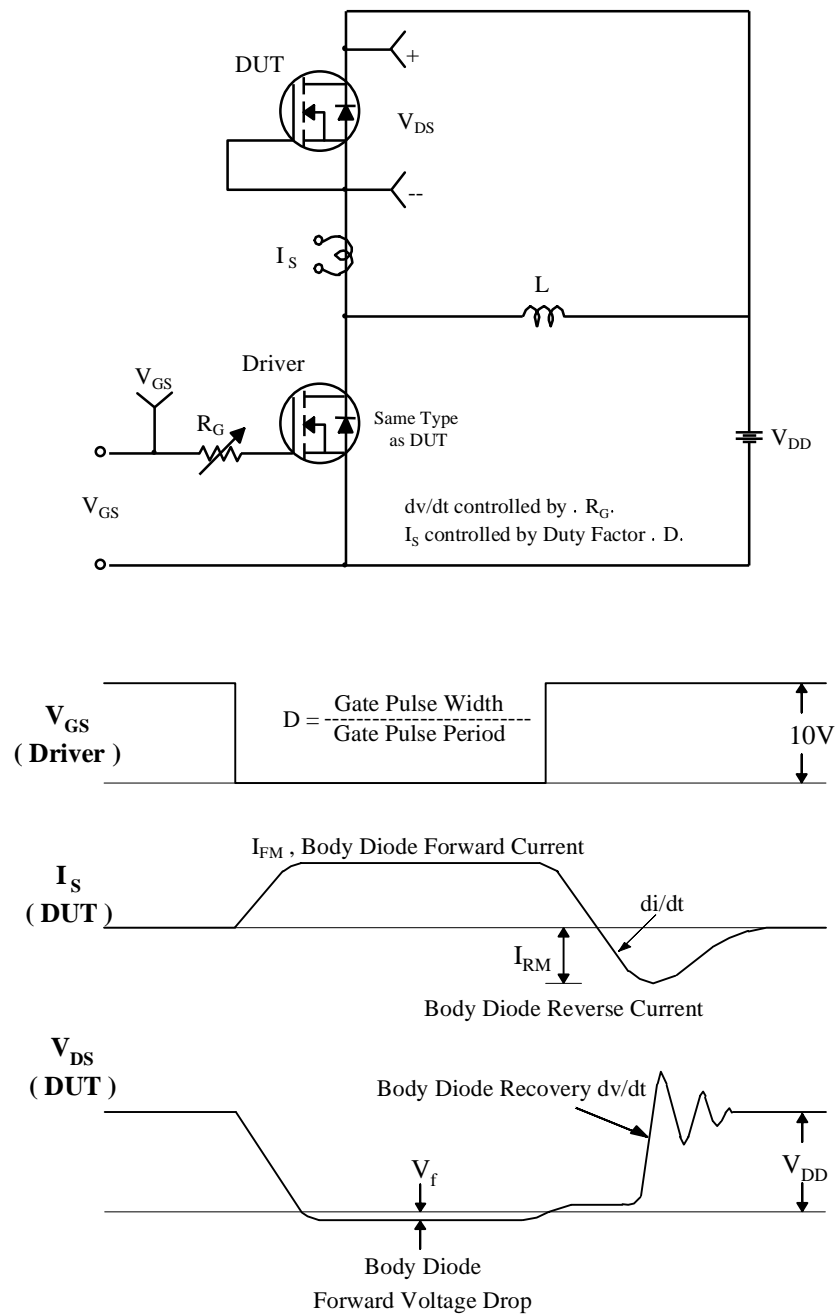 DUT
+
V_DS
--
I_S
L
Driver
V_GS
R_G
Same Type
as DUT
V_DD
V_GS
dv/dt controlled by . R_G.
I_S controlled by Duty Factor . D.
V_GS
( Driver )
D = Gate Pulse Width
--------------------------
Gate Pulse Period
10V
I_FM , Body Diode Forward Current
I_S
( DUT )
di/dt
I_RM
Body Diode Reverse Current
V_DS
( DUT )
Body Diode Recovery dv/dt
V_f
V_DD
Body Diode
Forward Voltage Drop